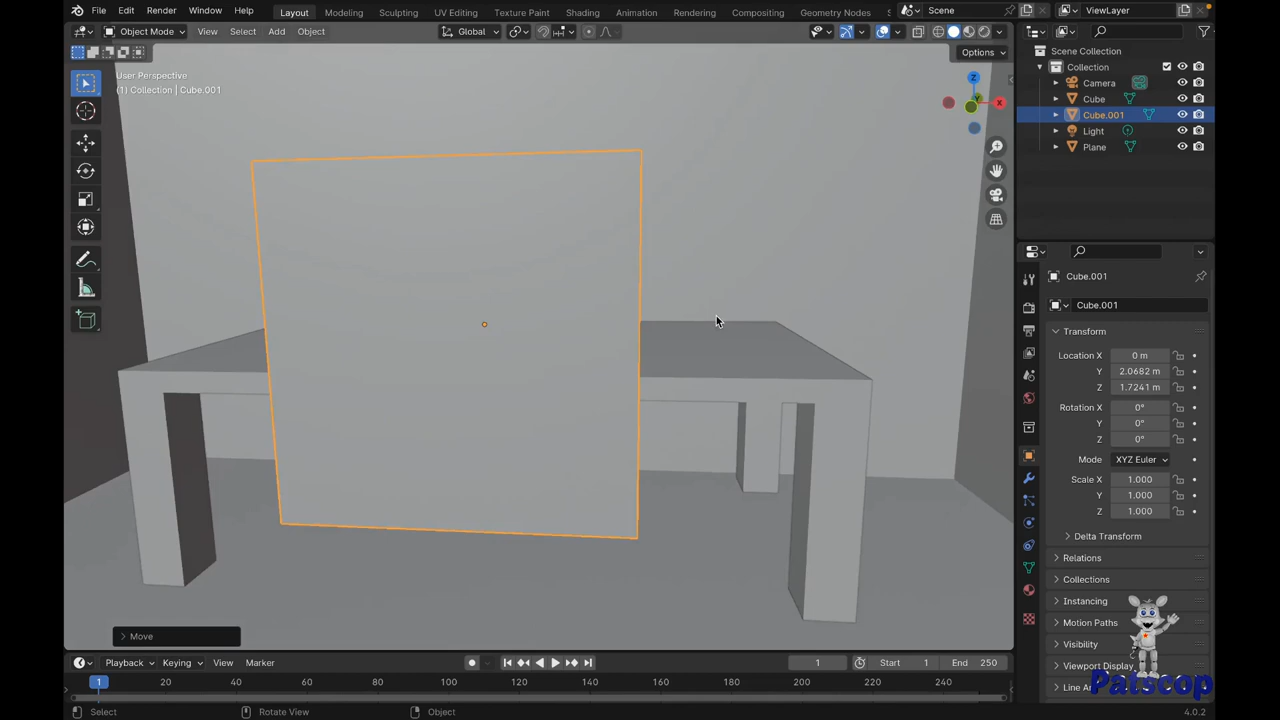 File Edit Render Window Help Layout Modeling Sculpting UV Editing Texture Paint Shading Animation Rendering Compositing Geometry Nodes S Scene ViewLayer
Object Mode View Select Add Object Global
Options
User Perspective
(1) Collection | Cube.001
Z
X
Scene Collection
Collection
Camera
Cube
Cube.001
Light
Plane
Cube.001
Cube.001
Transform
Location X 0 m
Y 2.0682 m
Z 1.7241 m
Rotation X 0°
Y 0°
Z 0°
Mode XYZ Euler
Scale X 1.000
Y 1.000
Z 1.000
Delta Transform
Relations
Collections
Instancing
Motion Paths
Visibility
Viewport Display
Line Ar
Patscop
Move
Playback Keying View Marker 1 Start 1 End 250
1 20 40 60 80 100 120 140 160 180 200 220 240
Select Rotate View Object 4.0.2